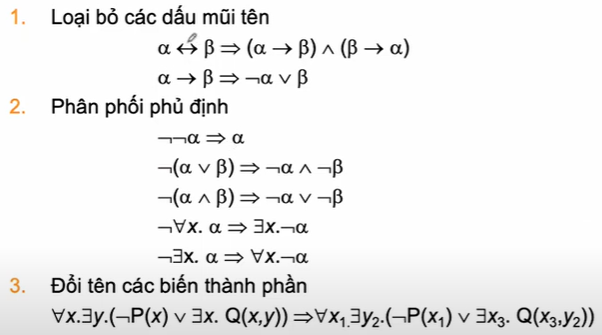 1. Loại bỏ các dấu mũi tên
α ↔ β ⇒ (α → β) ∧ (β → α)
α → β ⇒ ¬α ∨ β
2. Phân phối phủ định
¬¬α ⇒ α
¬(α ∨ β) ⇒ ¬α ∧ ¬β
¬(α ∧ β) ⇒ ¬α ∨ ¬β
¬∀x. α ⇒ ∃x.¬α
¬∃x. α ⇒ ∀x.¬α
3. Đổi tên các biến thành phần
∀x.∃y.(¬P(x) ∨ ∃x. Q(x,y)) ⇒∀x₁.∃y₂.(¬P(x₁) ∨ ∃x₃. Q(x₃,y₂))